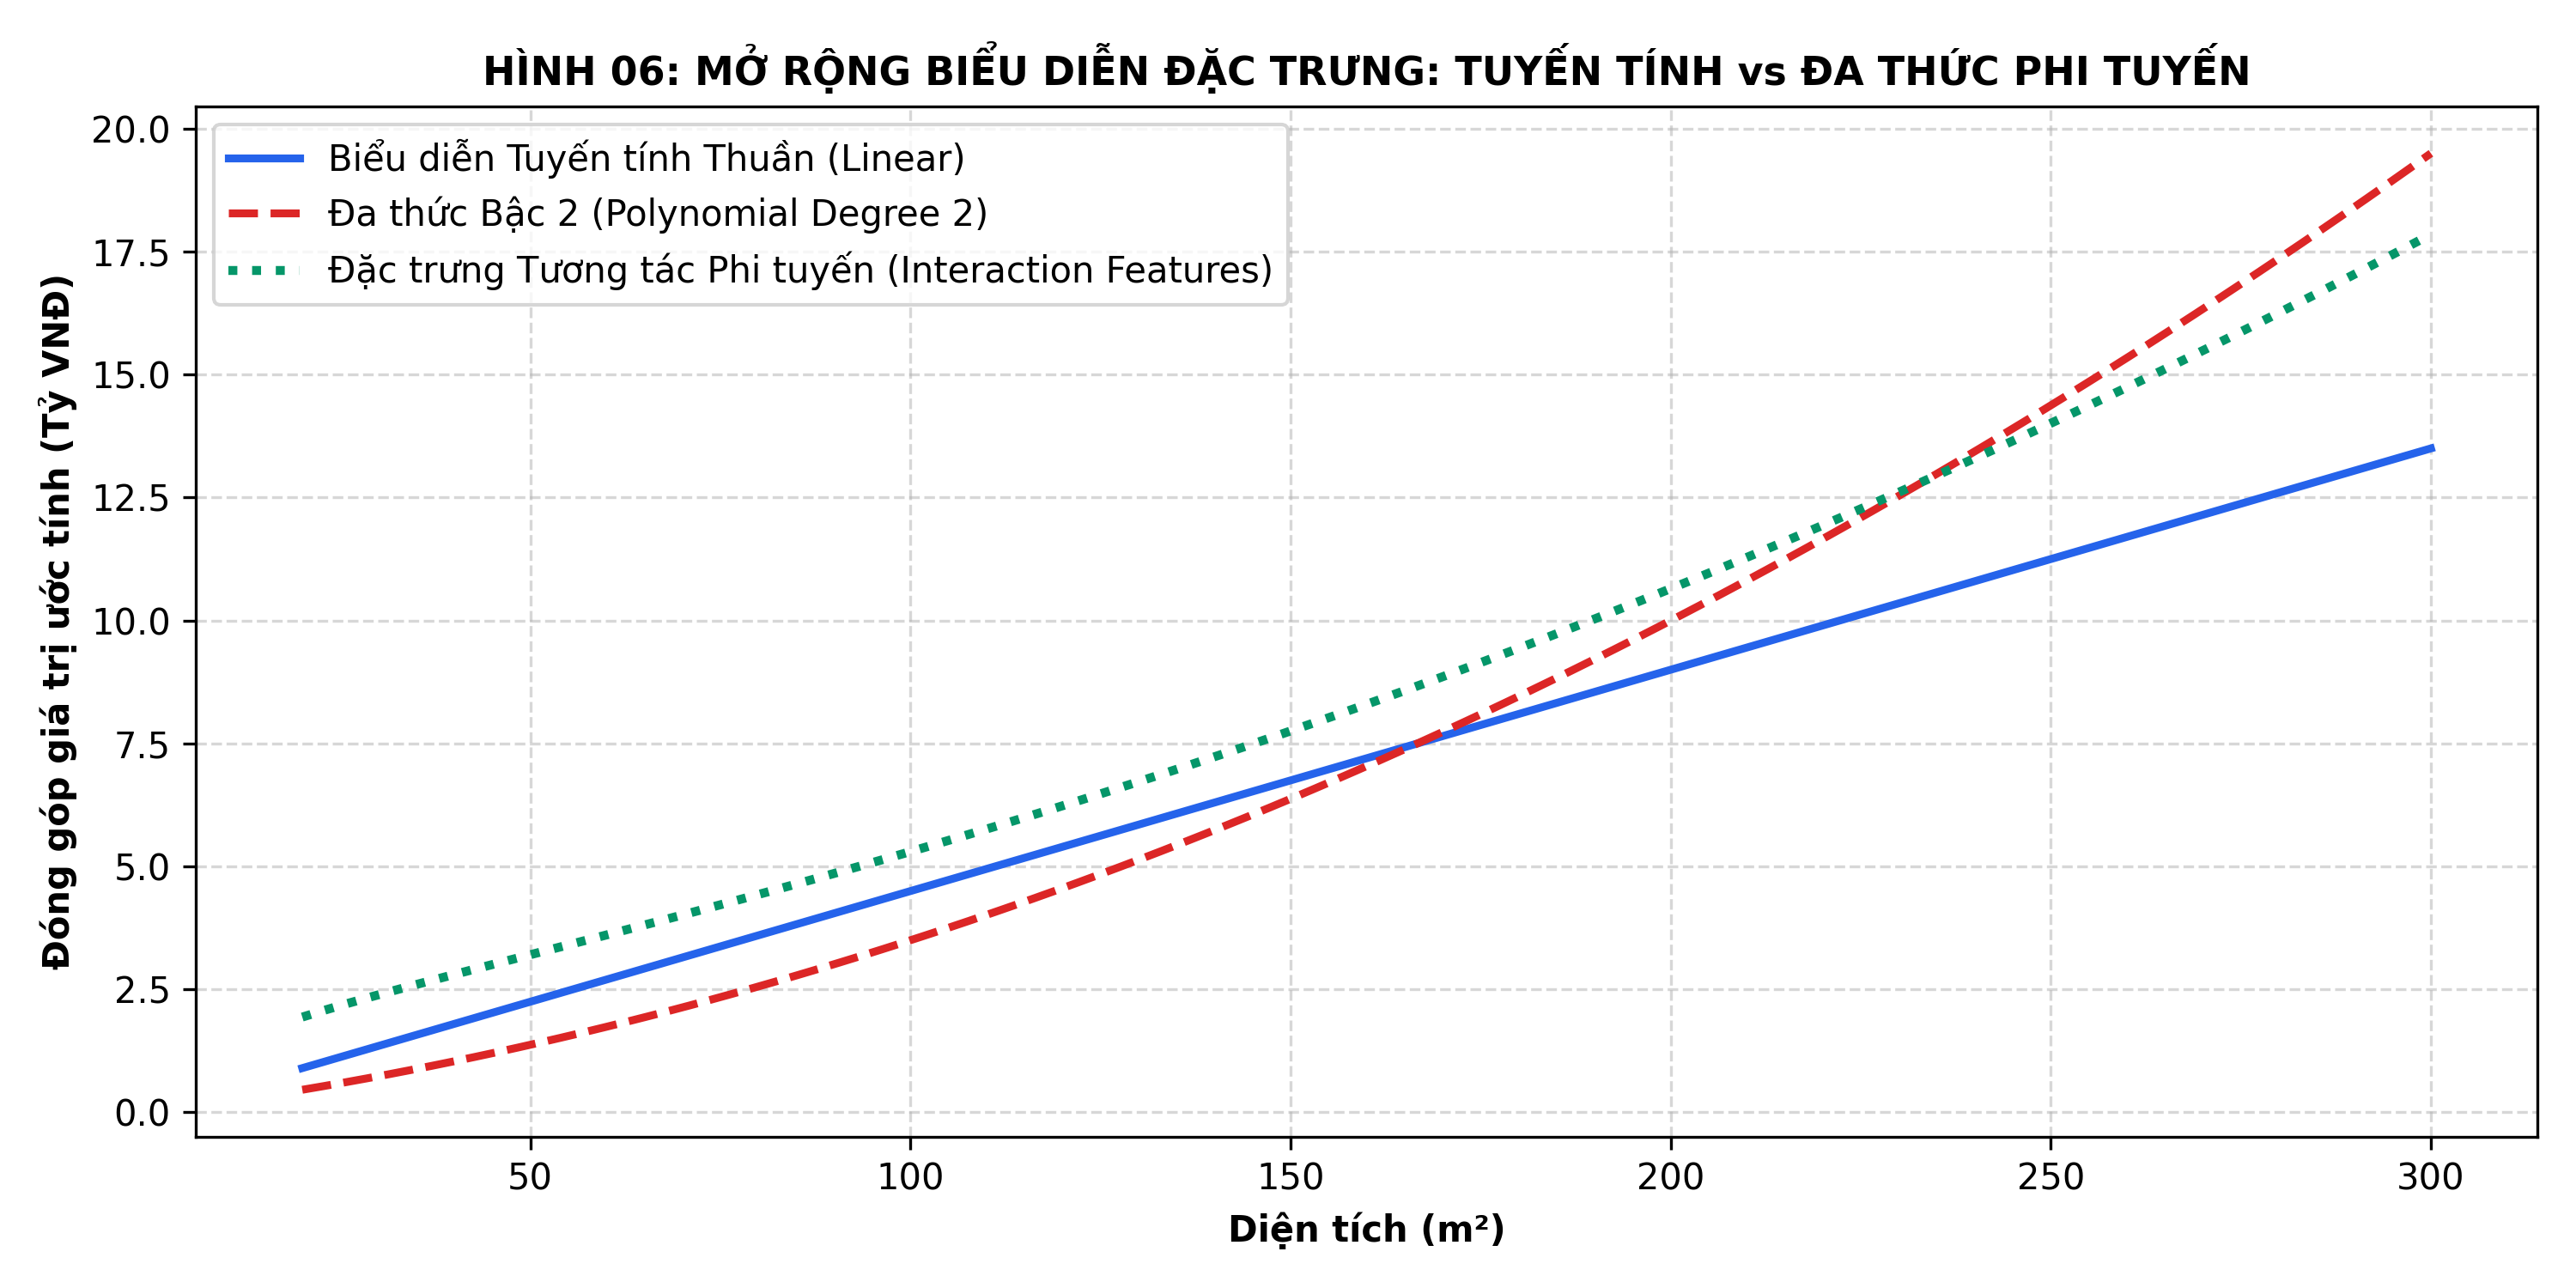 HÌNH 06: MỞ RỘNG BIỂU DIỄN ĐẶC TRƯNG: TUYẾN TÍNH vs ĐA THỨC PHI TUYẾN
Biểu diễn Tuyến tính Thuần (Linear)
Đa thức Bậc 2 (Polynomial Degree 2)
Đặc trưng Tương tác Phi tuyến (Interaction Features)
Đóng góp giá trị ước tính (Tỷ VNĐ)
20.0
17.5
15.0
12.5
10.0
7.5
5.0
2.5
0.0
50 100 150 200 250 300
Diện tích (m²)